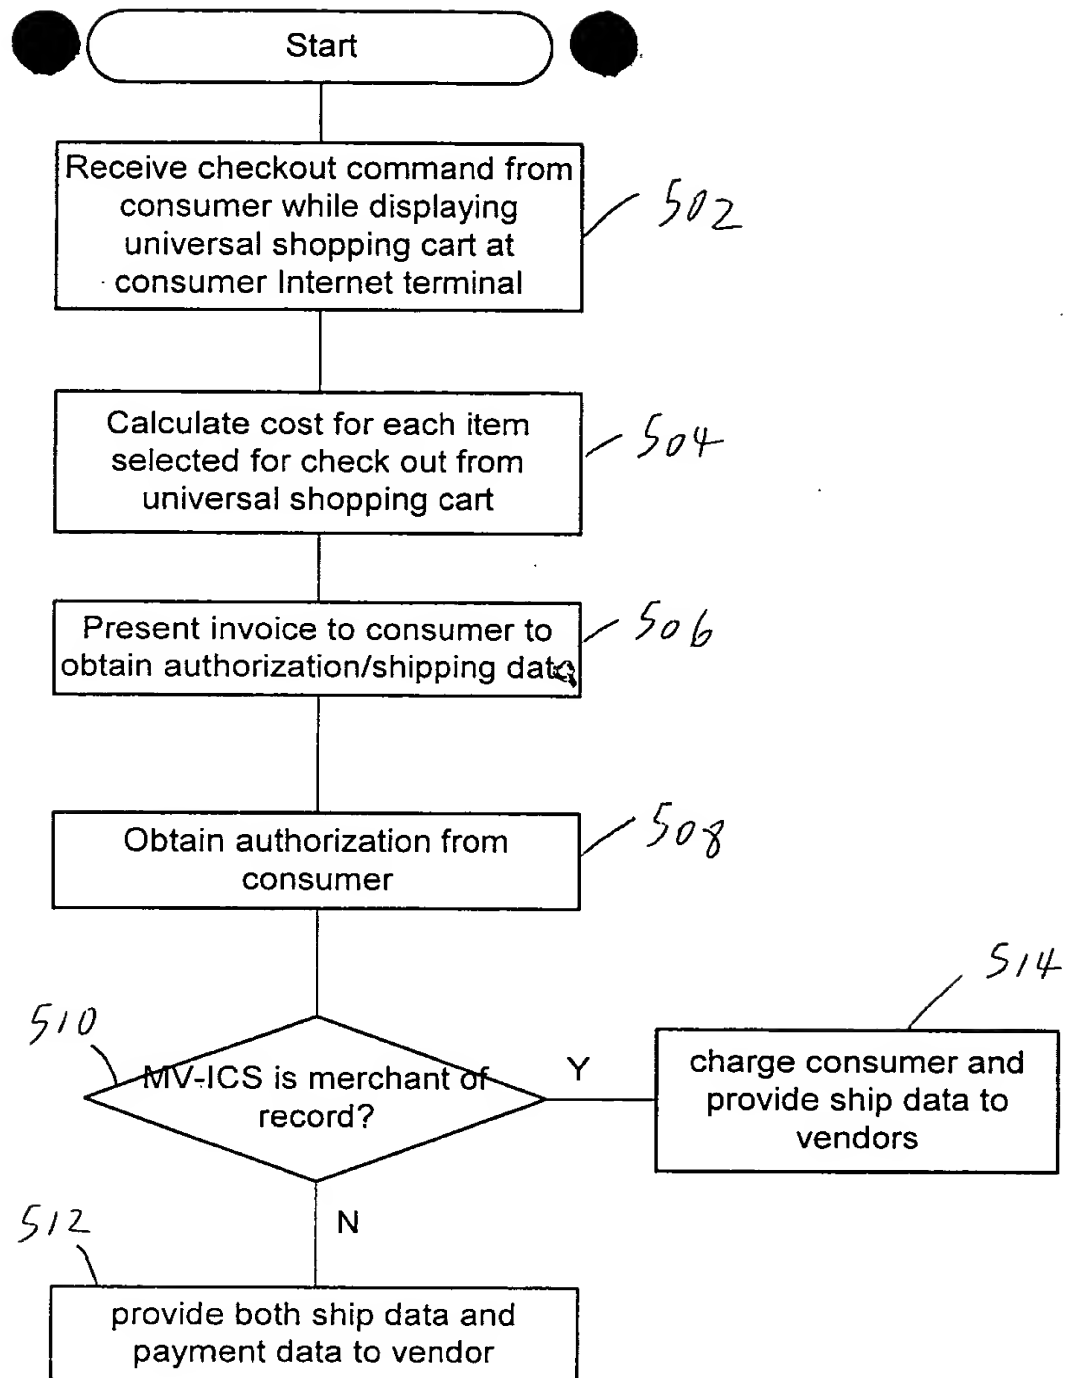 Start
Receive checkout command from
consumer while displaying
universal shopping cart at
consumer Internet terminal
502
Calculate cost for each item
selected for check out from
universal shopping cart
504
Present invoice to consumer to
obtain authorization/shipping data
506
Obtain authorization from
consumer
508
510
MV-ICS is merchant of
record?
Y
514
charge consumer and
provide ship data to
vendors
N
512
provide both ship data and
payment data to vendor